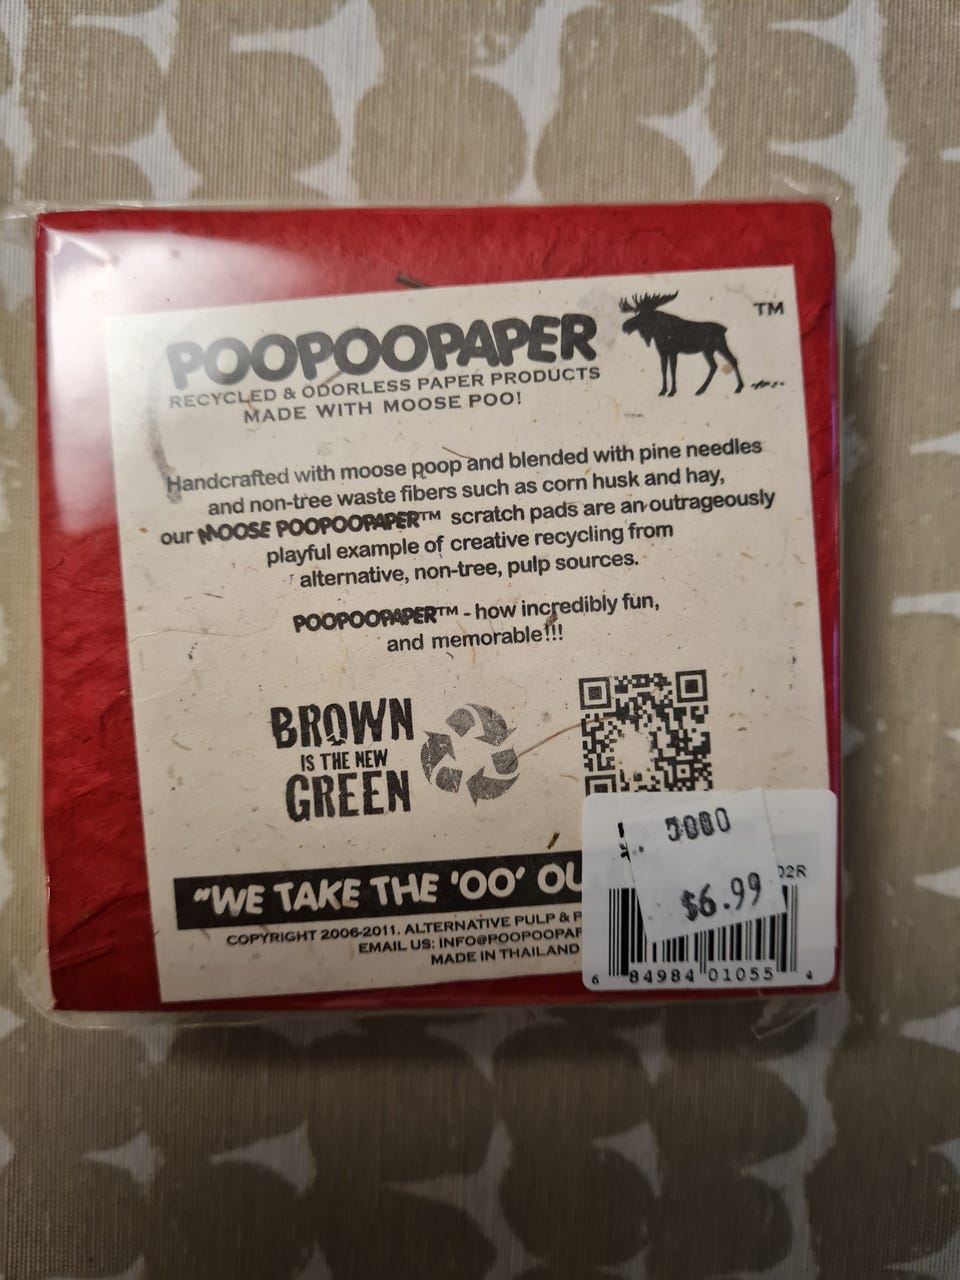 POOPOOPAPER
TM
RECYCLED & ODORLESS PAPER PRODUCTS
MADE WITH MOOSE POO!
Handcrafted with moose poop and blended with pine needles
and non-tree waste fibers such as corn husk and hay,
our MOOSE POOPOOPAPER™ scratch pads are an outrageously
playful example of creative recycling from
alternative, non-tree, pulp sources.
POOPOOPAPER™ - how incredibly fun,
and memorable!!!
BROWN
IS THE NEW
GREEN
"WE TAKE THE 'OO' OU
COPYRIGHT 2006-2011. ALTERNATIVE PULP & P
EMAIL US: INFO@POOPOOPAP
MADE IN THAILAND
5080
$6.99
02R
6 84984 01055 4